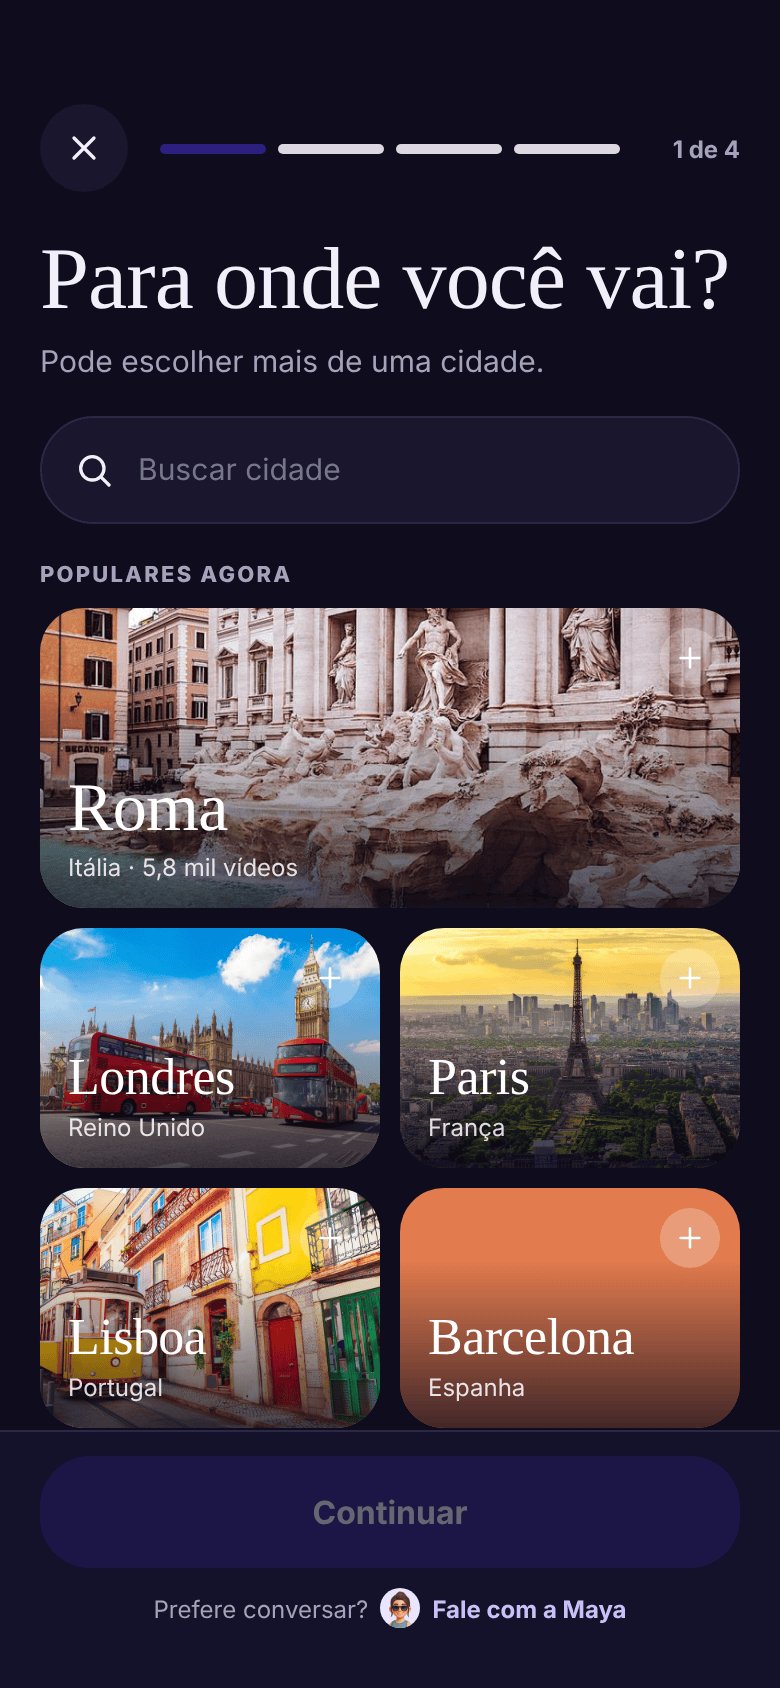 1 de 4
Para onde você vai?
Pode escolher mais de uma cidade.
Buscar cidade
POPULARES AGORA
Roma
Itália · 5,8 mil vídeos
Londres
Reino Unido
Paris
França
Lisboa
Portugal
Barcelona
Espanha
Continuar
Prefere conversar? Fale com a Maya